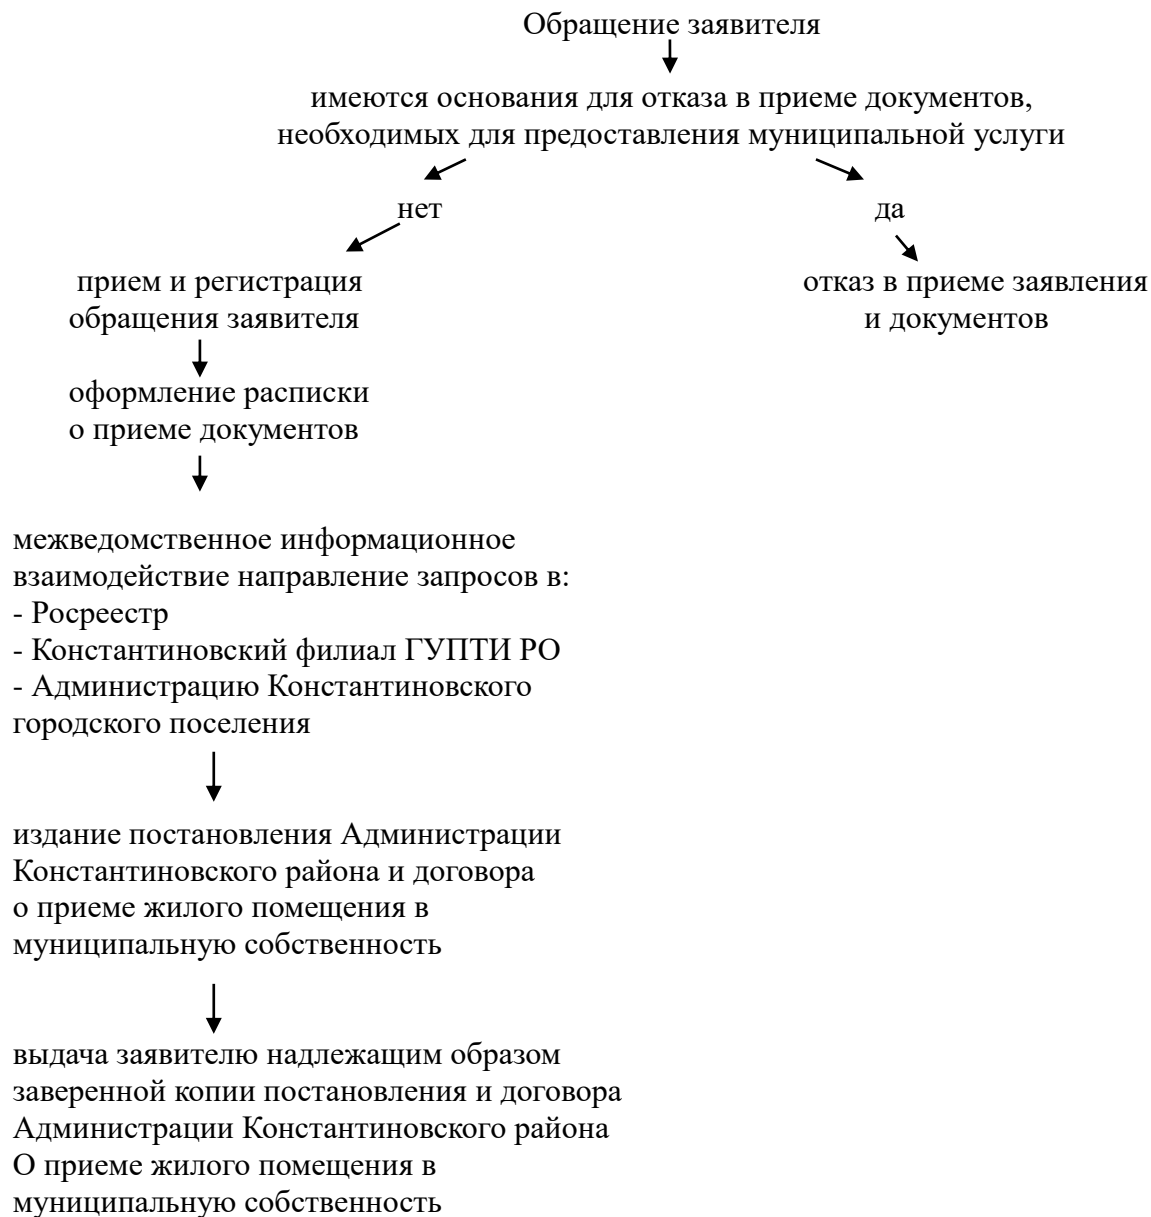 Обращение заявителя
имеются основания для отказа в приеме документов,
необходимых для предоставления муниципальной услуги
нет
да
прием и регистрация
обращения заявителя
отказ в приеме заявления
и документов
оформление расписки
о приеме документов
межведомственное информационное
взаимодействие направление запросов в:
- Росреестр
- Константиновский филиал ГУПТИ РО
- Администрацию Константиновского
городского поселения
издание постановления Администрации
Константиновского района и договора
о приеме жилого помещения в
муниципальную собственность
выдача заявителю надлежащим образом
заверенной копии постановления и договора
Администрации Константиновского района
О приеме жилого помещения в
муниципальную собственность